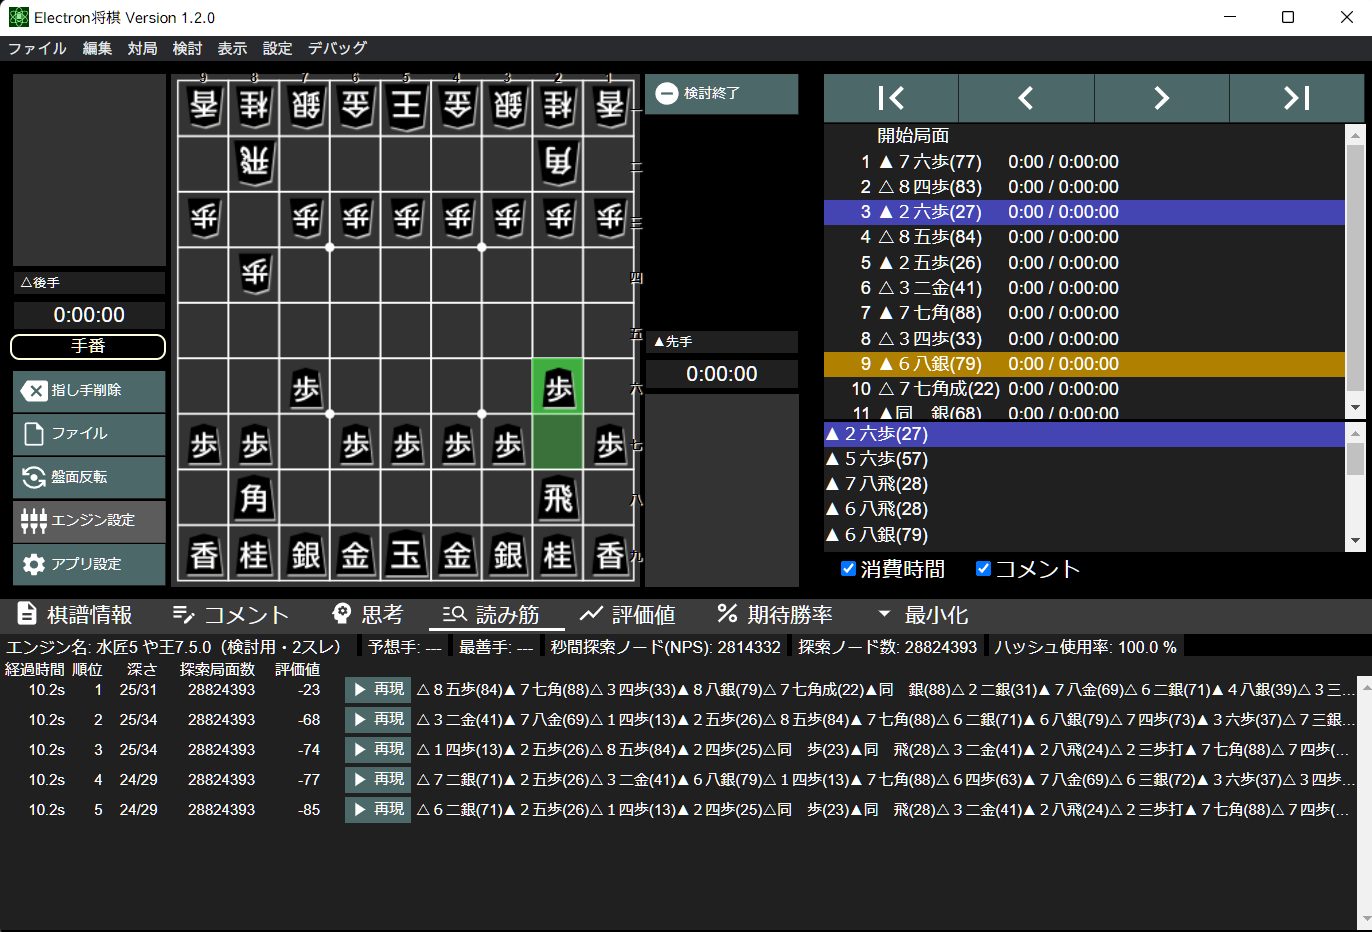 Electron将棋 Version 1.2.0
ファイル 編集 対局 検討 表示 設定 デバッグ
△後手
0:00:00
手番
指し手削除
ファイル
盤面反転
エンジン設定
アプリ設定
9 8 7 6 5 4 3 2 1
香 桂 銀 金 王 金 銀 桂 香 一
飛 角 二
歩 歩 歩 歩 歩 歩 歩 歩 三
歩 四
五
歩 歩 六
歩 歩 歩 歩 歩 歩 歩 七
角 飛 八
香 桂 銀 金 玉 金 銀 桂 香 九
検討終了
▲先手
0:00:00
開始局面
1 ▲７六歩(77) 0:00 / 0:00:00
2 △８四歩(83) 0:00 / 0:00:00
3 ▲２六歩(27) 0:00 / 0:00:00
4 △８五歩(84) 0:00 / 0:00:00
5 ▲２五歩(26) 0:00 / 0:00:00
6 △３二金(41) 0:00 / 0:00:00
7 ▲７七角(88) 0:00 / 0:00:00
8 △３四歩(33) 0:00 / 0:00:00
9 ▲６八銀(79) 0:00 / 0:00:00
10 △７七角成(22) 0:00 / 0:00:00
11 ▲同　銀(68) 0:00 / 0:00:00
▲２六歩(27)
▲５六歩(57)
▲７八飛(28)
▲６八飛(28)
▲６八銀(79)
消費時間 コメント
棋譜情報 コメント 思考 読み筋 評価値 期待勝率 最小化
エンジン名: 水匠5 や王7.5.0（検討用・2スレ） 予想手: --- 最善手: --- 秒間探索ノード(NPS): 2814332 探索ノード数: 28824393 ハッシュ使用率: 100.0 %
経過時間 順位 深さ 探索局面数 評価値
10.2s 1 25/31 28824393 -23 再現 △８五歩(84)▲７七角(88)△３四歩(33)▲８八銀(79)△７七角成(22)▲同　銀(88)△２二銀(31)▲７八金(69)△６二銀(71)▲４八銀(39)△３三…
10.2s 2 25/34 28824393 -68 再現 △３二金(41)▲７八金(69)△１四歩(13)▲２五歩(26)△８五歩(84)▲７七角(88)△６二銀(71)▲６八銀(79)△７四歩(73)▲３六歩(37)△７三銀…
10.2s 3 25/34 28824393 -74 再現 △１四歩(13)▲２五歩(26)△８五歩(84)▲２四歩(25)△同　歩(23)▲同　飛(28)△３二金(41)▲２八飛(24)△２三歩打▲７七角(88)△７四歩(…
10.2s 4 24/29 28824393 -77 再現 △７二銀(71)▲２五歩(26)△３二金(41)▲６八銀(79)△１四歩(13)▲７七角(88)△６四歩(63)▲７八金(69)△６三銀(72)▲３六歩(37)△３四歩…
10.2s 5 24/29 28824393 -85 再現 △６二銀(71)▲２五歩(26)△１四歩(13)▲２四歩(25)△同　歩(23)▲同　飛(28)△３二金(41)▲２八飛(24)△２三歩打▲７七角(88)△７四歩(…